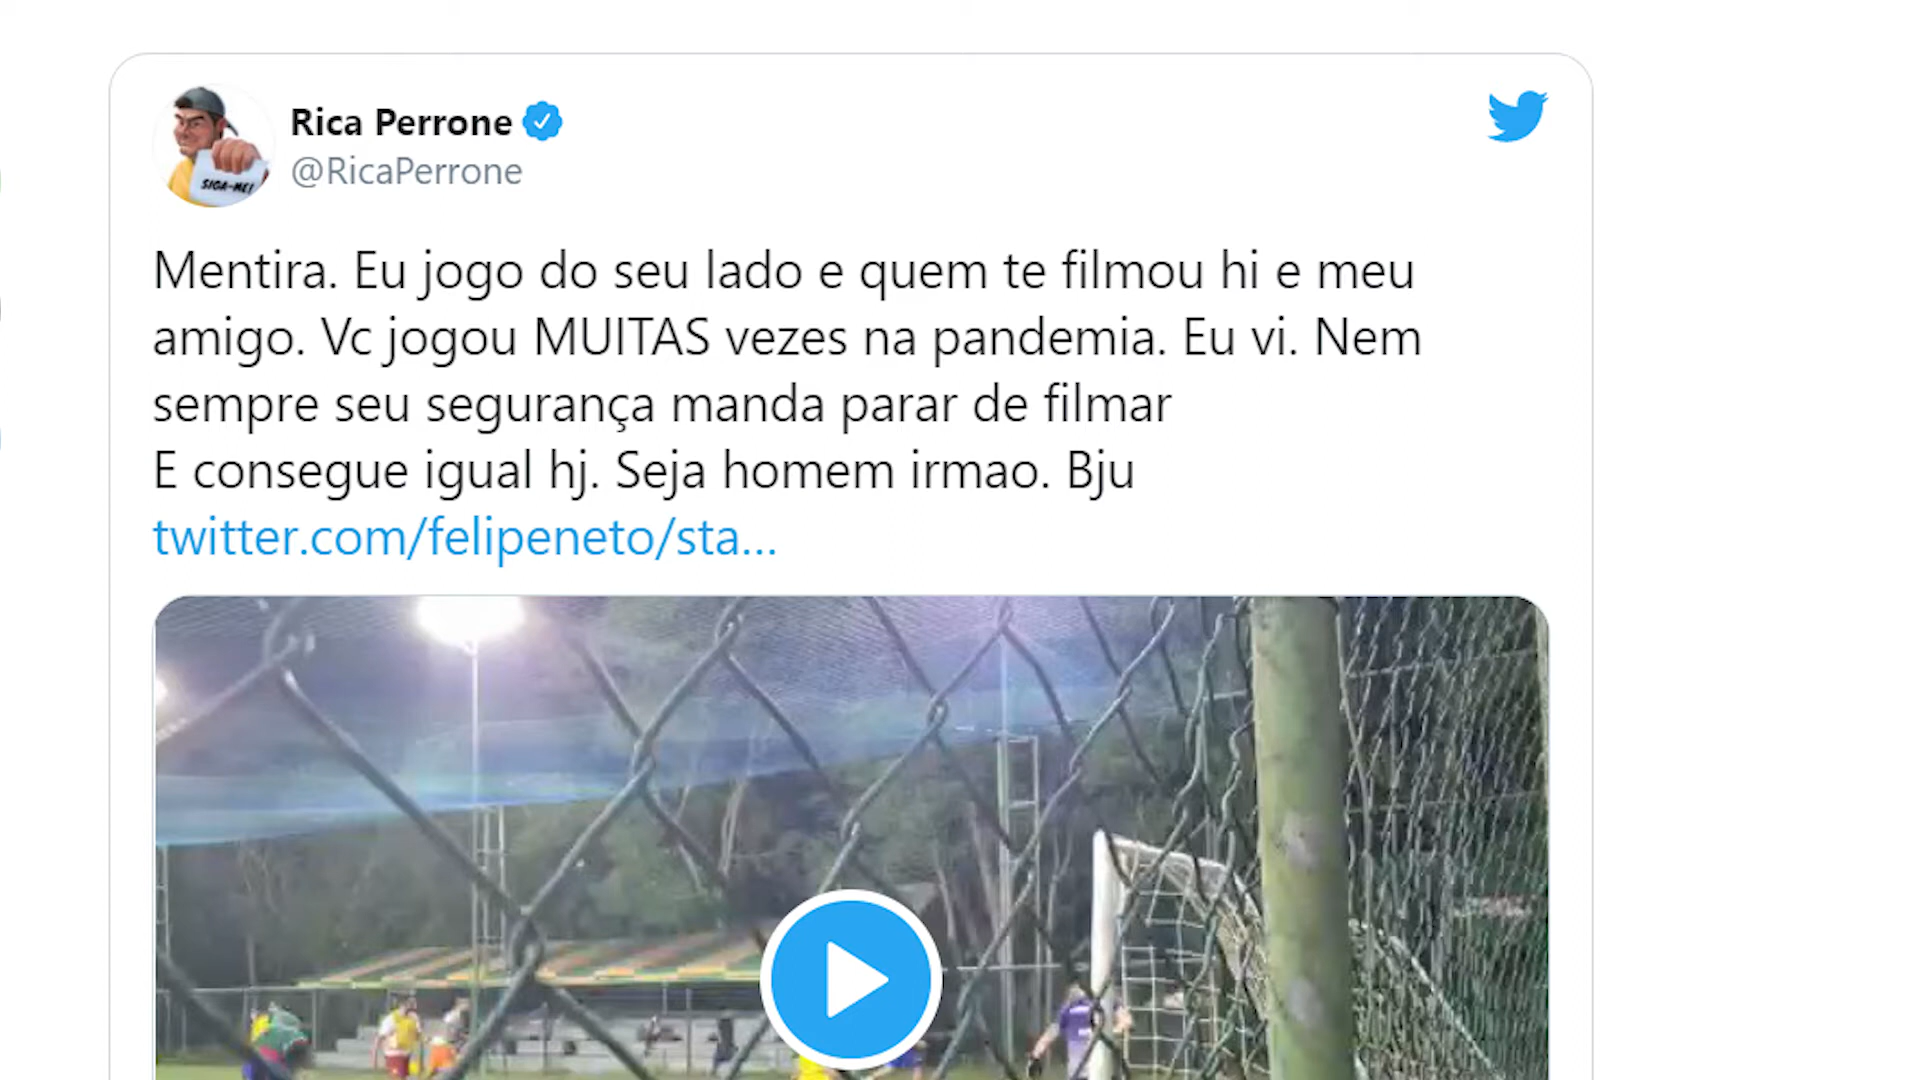 Rica Perrone
@RicaPerrone
SIGA-ME!
Mentira. Eu jogo do seu lado e quem te filmou hi e meu
amigo. Vc jogou MUITAS vezes na pandemia. Eu vi. Nem
sempre seu segurança manda parar de filmar
E consegue igual hj. Seja homem irmao. Bju
twitter.com/felipeneto/sta...